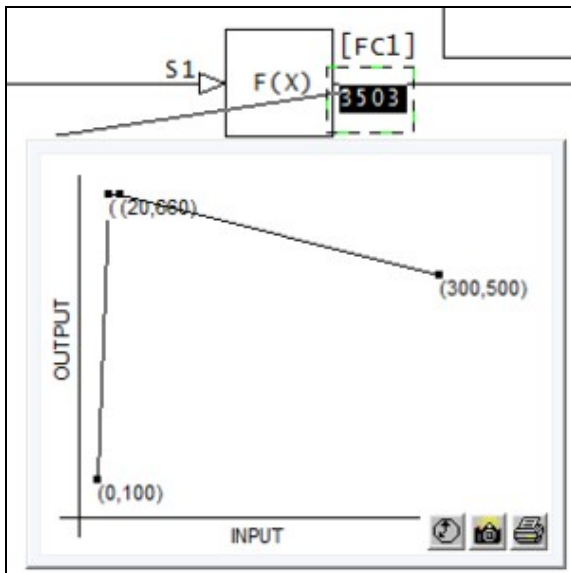 [FC1]
S1
F(X)
3503
( (20,660)
(300,500)
OUTPUT
(0,100)
INPUT